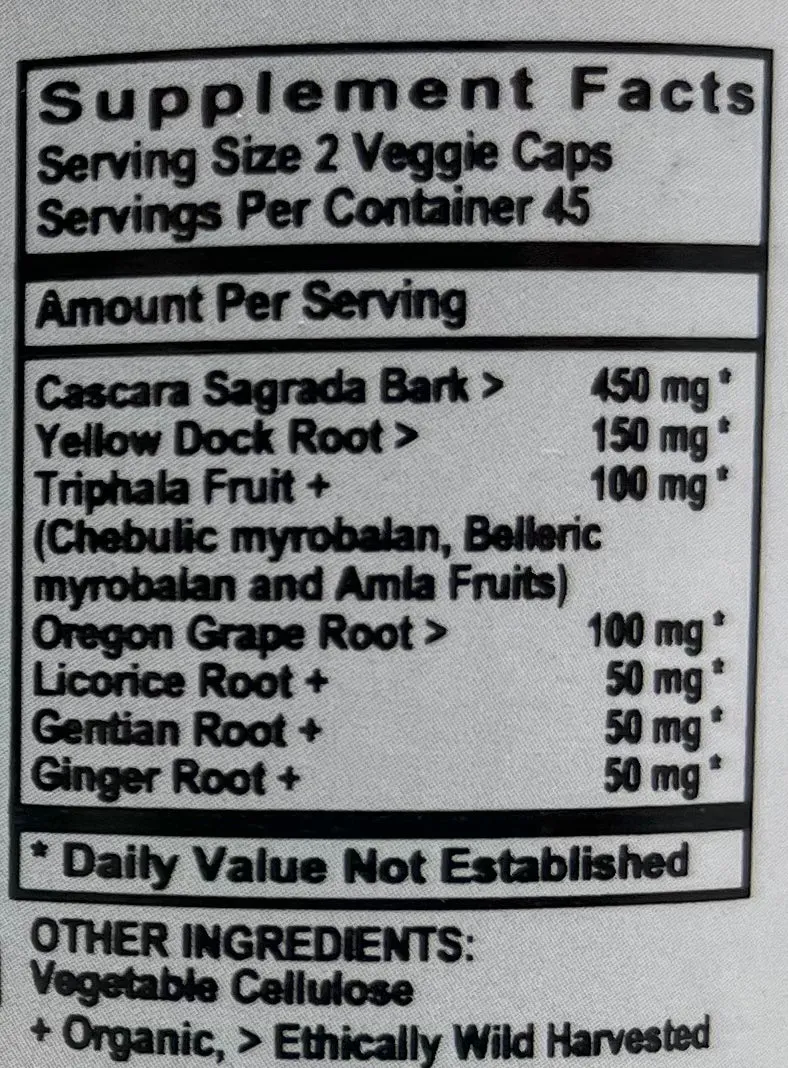 Supplement Facts
Serving Size 2 Veggie Caps
Servings Per Container 45
Amount Per Serving
Cascara Sagrada Bark > 450 mg *
Yellow Dock Root > 150 mg *
Triphala Fruit + 100 mg *
(Chebulic myrobalan, Belleric
myrobalan and Amla Fruits)
Oregon Grape Root > 100 mg *
Licorice Root + 50 mg *
Gentian Root + 50 mg *
Ginger Root + 50 mg *
* Daily Value Not Established
OTHER INGREDIENTS:
Vegetable Cellulose
+ Organic, > Ethically Wild Harvested